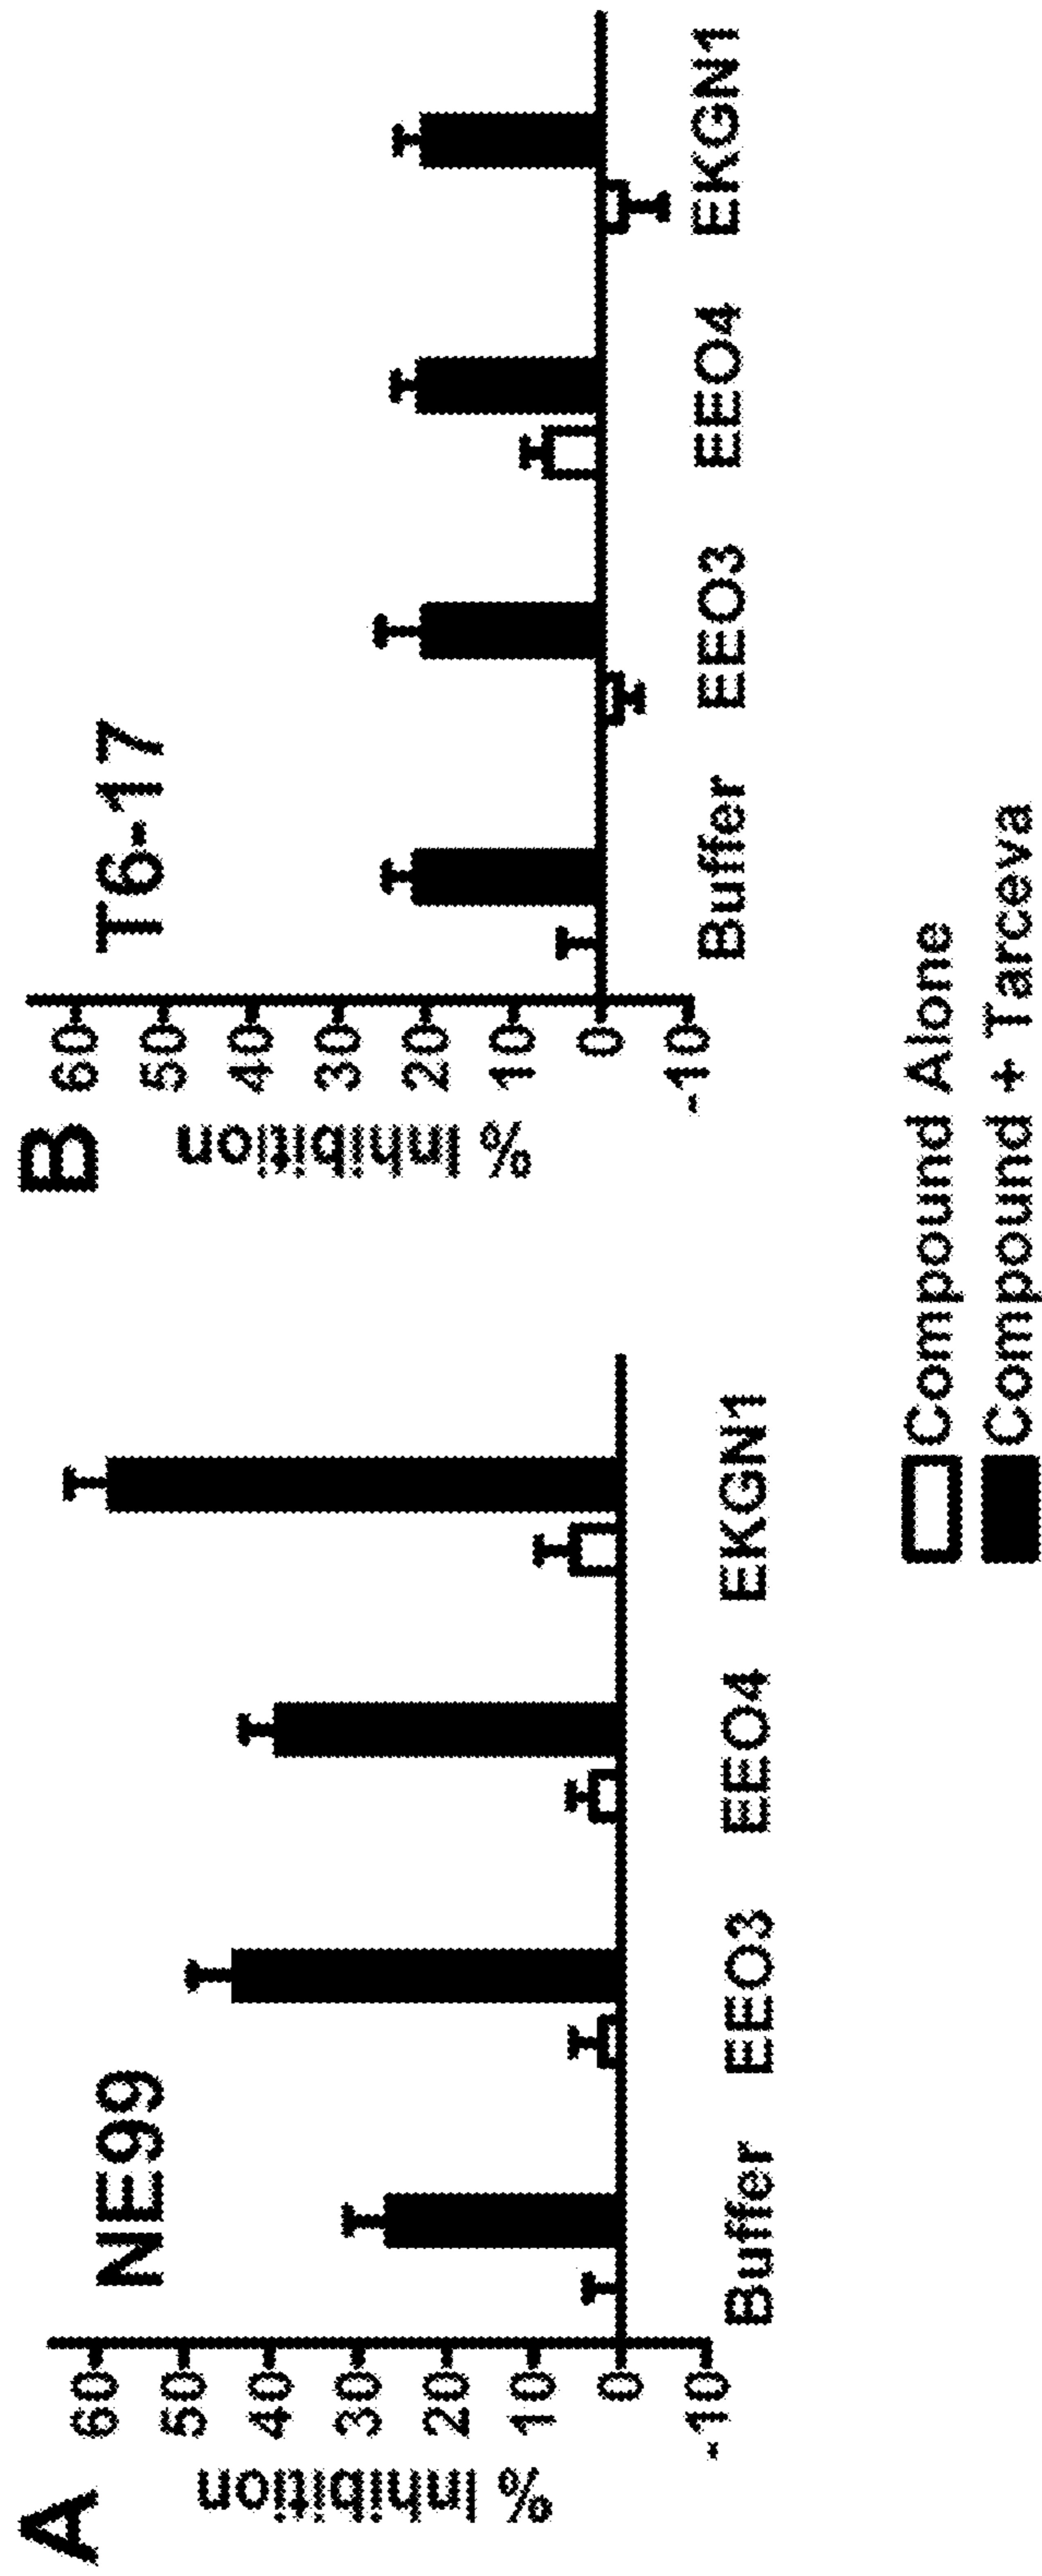 A
NE99
% Inhibition
60
50
40
30
20
10
0
-10
Buffer EEO3 EEO4 EKGN1
B
T6-17
% Inhibition
60
50
40
30
20
10
0
-10
Buffer EEO3 EEO4 EKGN1
Compound Alone
Compound + Tarceva